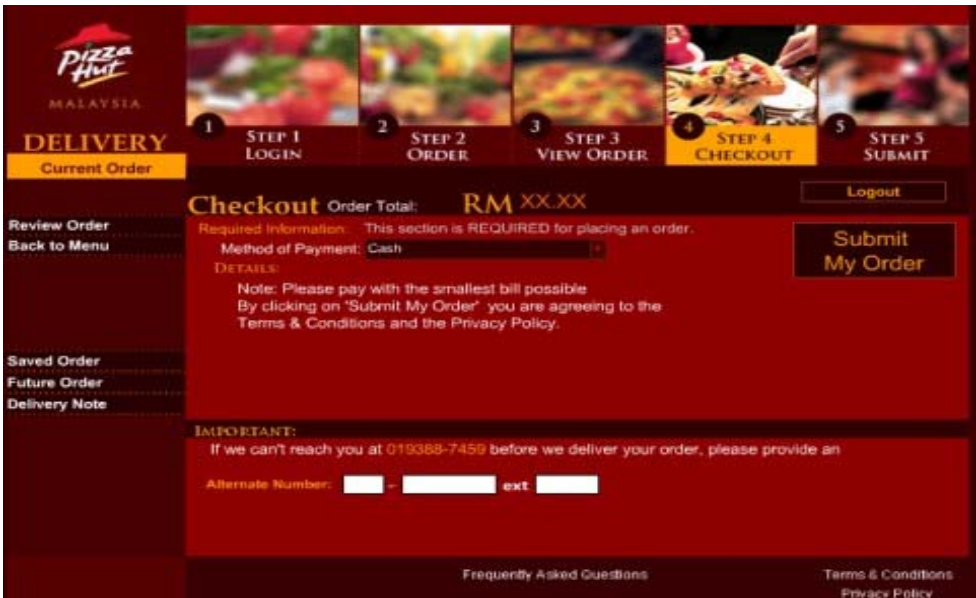 Pizza
Hut
MALAYSIA
DELIVERY
Current Order
1 STEP 1
LOGIN
2 STEP 2
ORDER
3 STEP 3
VIEW ORDER
4 STEP 4
CHECKOUT
5 STEP 5
SUBMIT
Checkout Order Total: RM XX.XX
Logout
Required Information: This section is REQUIRED for placing an order.
Method of Payment: Cash
Submit
My Order
DETAILS:
Note: Please pay with the smallest bill possible
By clicking on 'Submit My Order' you are agreeing to the
Terms & Conditions and the Privacy Policy.
Review Order
Back to Menu
Saved Order
Future Order
Delivery Note
IMPORTANT:
If we can't reach you at 019388-7459 before we deliver your order, please provide an
Alternate Number: - ext
Frequently Asked Questions
Terms & Conditions
Privacy Policy